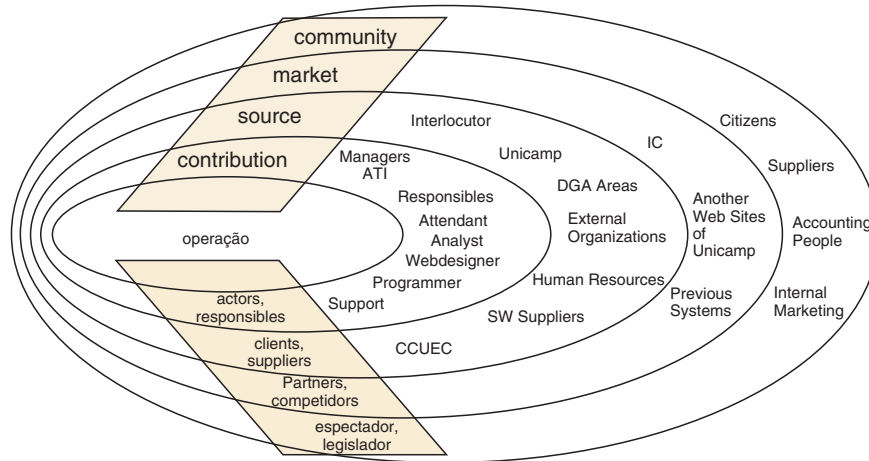 community
market
source
contribution
operação
actors,
responsibles
clients,
suppliers
Partners,
competidors
espectador,
legislador
Managers
ATI
Responsibles
Attendant
Analyst
Webdesigner
Programmer
Support
Interlocutor
Unicamp
DGA Areas
External
Organizations
Human Resources
SW Suppliers
CCUEC
IC
Another
Web Sites
of
Unicamp
Previous
Systems
Citizens
Suppliers
Accounting
People
Internal
Marketing